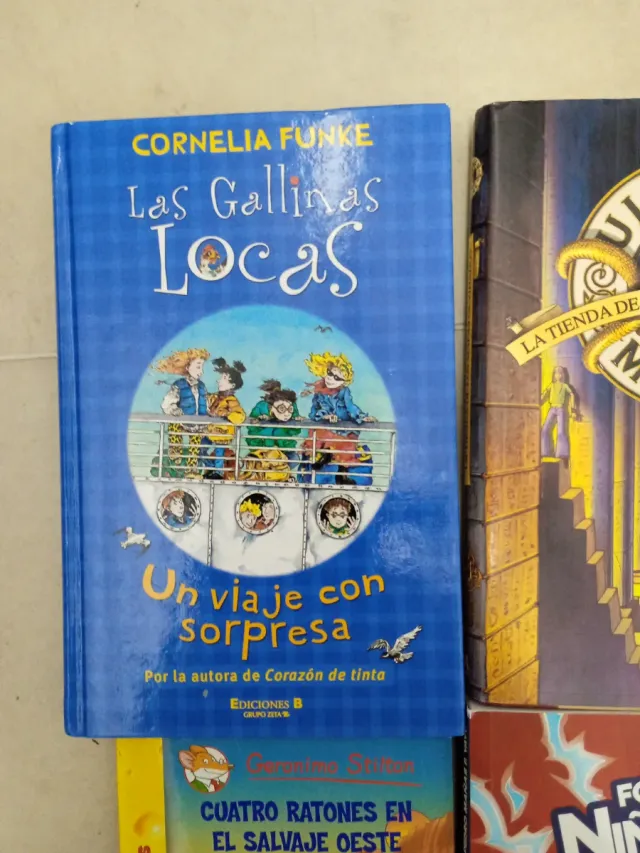 CORNELIA FUNKE
Las Gallinas
Locas
Un viaje con
sorpresa
Por la autora de Corazón de tinta
EDICIONES B
GRUPO ZETA
LA TIENDA DE
Geronimo Stilton
CUATRO RATONES EN
EL SALVAJE OESTE